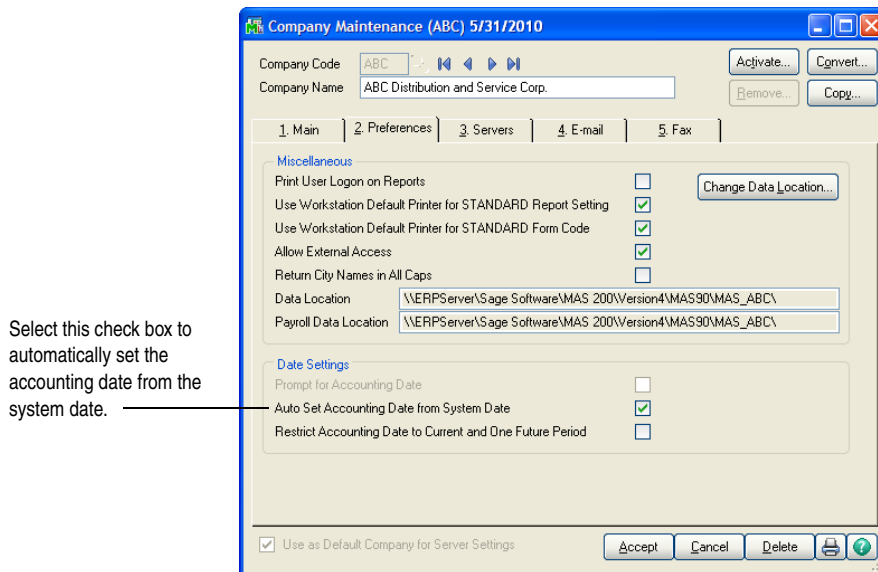 Company Maintenance (ABC) 5/31/2010
Company Code ABC
Activate... Convert...
Company Name ABC Distribution and Service Corp.
Remove... Copy...
1. Main 2. Preferences 3. Servers 4. E-mail 5. Fax
Miscellaneous
Print User Logon on Reports
Change Data Location...
Use Workstation Default Printer for STANDARD Report Setting
Use Workstation Default Printer for STANDARD Form Code
Allow External Access
Return City Names in All Caps
Data Location \\ERPServer\Sage Software\MAS 200\Version4\MAS90\MAS_ABC\
Payroll Data Location \\ERPServer\Sage Software\MAS 200\Version4\MAS90\MAS_ABC\
Select this check box to
automatically set the
accounting date from the
system date.
Date Settings
Prompt for Accounting Date
Auto Set Accounting Date from System Date
Restrict Accounting Date to Current and One Future Period
Use as Default Company for Server Settings
Accept Cancel Delete